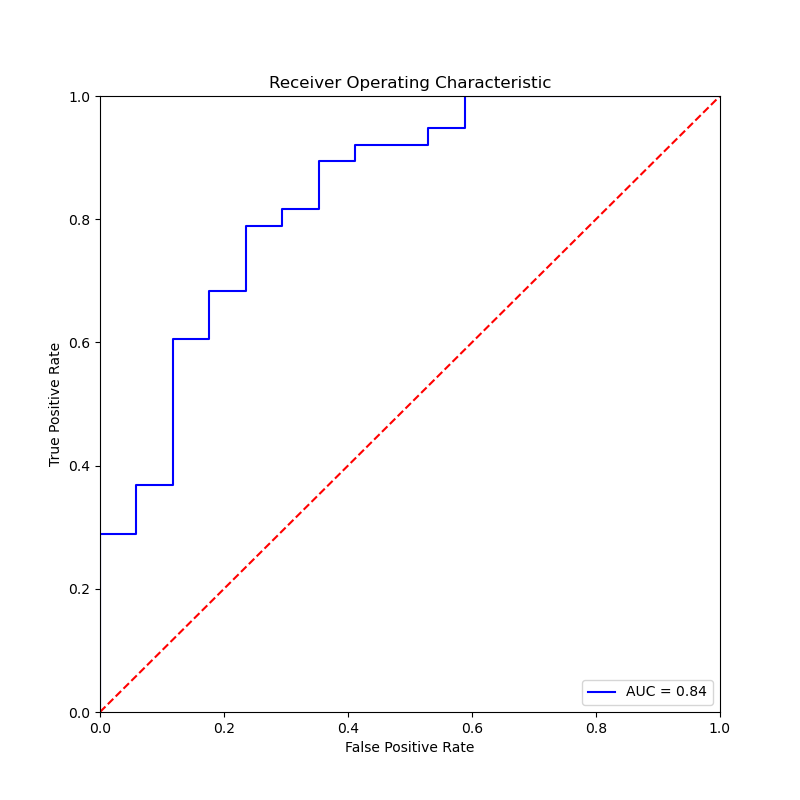 Receiver Operating Characteristic
1.0
0.8
0.6
0.4
0.2
0.0
True Positive Rate
AUC = 0.84
0.0 0.2 0.4 0.6 0.8 1.0
False Positive Rate